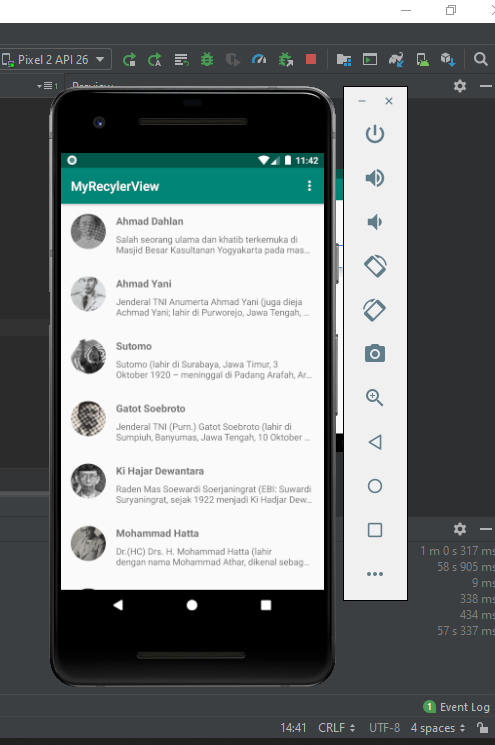 Pixel 2 API 26
Preview
11:42
MyRecylerView
Ahmad Dahlan
Salah seorang ulama dan khatib terkemuka di
Masjid Besar Kasultanan Yogyakarta pada mas...
Ahmad Yani
Jenderal TNI Anumerta Ahmad Yani (juga dieja
Achmad Yani; lahir di Purworejo, Jawa Tengah, ...
Sutomo
Sutomo (lahir di Surabaya, Jawa Timur, 3
Oktober 1920 – meninggal di Padang Arafah, Ar...
Gatot Soebroto
Jenderal TNI (Purn.) Gatot Soebroto (lahir di
Sumpiuh, Banyumas, Jawa Tengah, 10 Oktober ...
Ki Hajar Dewantara
Raden Mas Soewardi Soerjaningrat (EBI: Suwardi
Suryaningrat, sejak 1922 menjadi Ki Hadjar Dew...
Mohammad Hatta
Dr.(HC) Drs. H. Mohammad Hatta (lahir
dengan nama Mohammad Athar, dikenal sebag...
1 m 0 s 317 ms
58 s 905 ms
9 ms
338 ms
434 ms
57 s 337 ms
1 Event Log
14:41 CRLF UTF-8 4 spaces